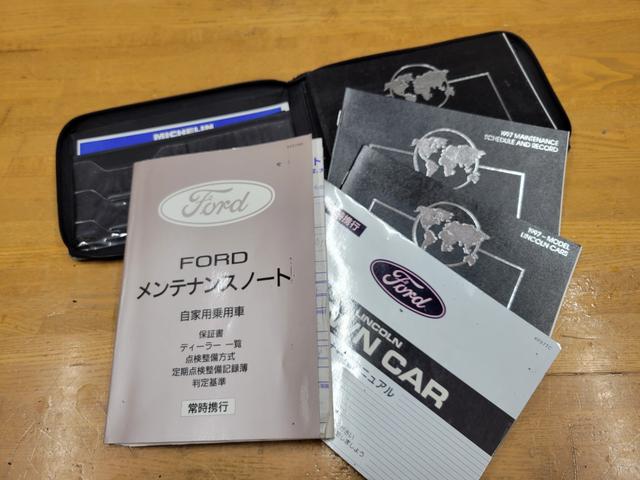 MICHELIN
1997 MAINTENANCE
SCHEDULE AND RECORD
1997 - MODEL
LINCOLN CARS
Ford
FORD
メンテナンスノート
自家用乗用車
保証書
ディーラー 一覧
点検整備方式
定期点検整備記録簿
判定基準
常時携行
携行
Ford
LINCOLN
WN CAR
ニュアル